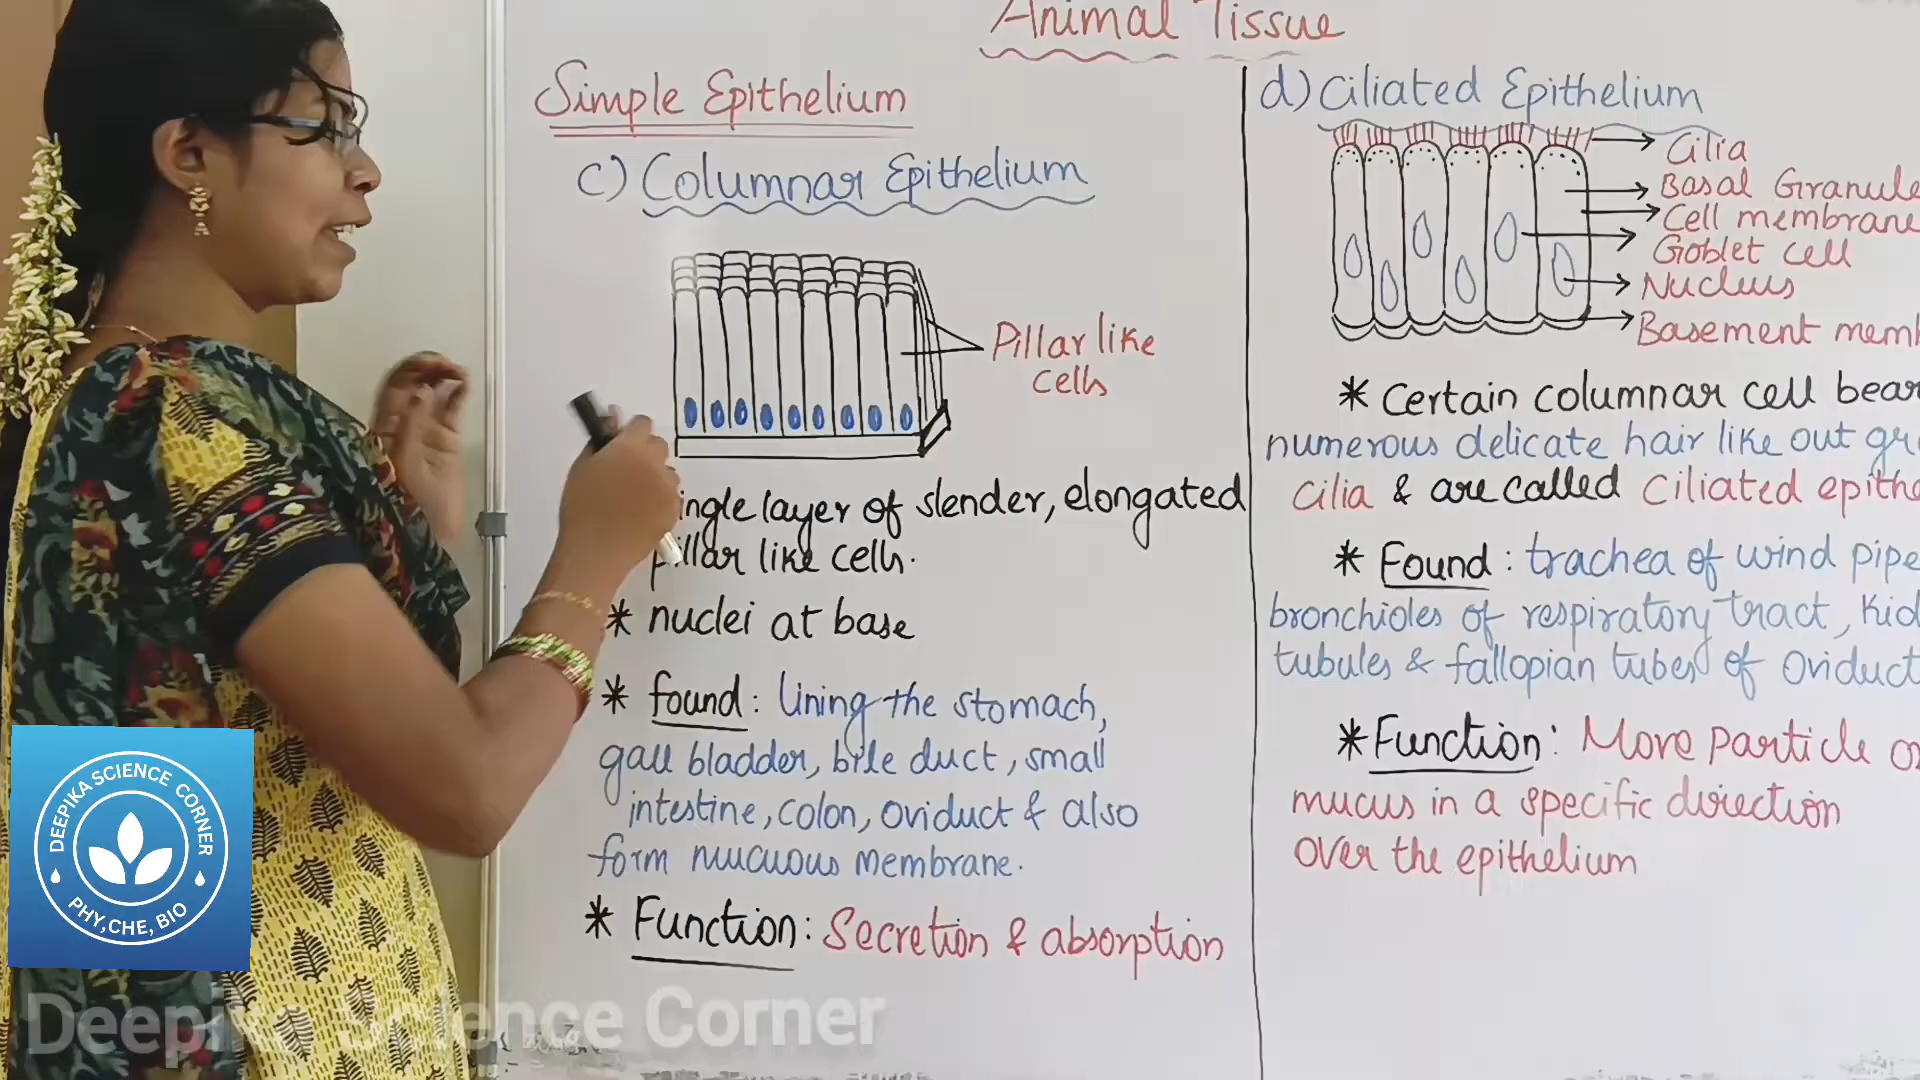 Animal Tissue
Simple Epithelium
c) Columnar Epithelium
Pillar like
cells
ingle layer of slender, elongated
pillar like cells.
* nuclei at base
* found: lining the stomach,
gall bladder, bile duct, small
intestine, colon, oviduct & also
form mucuous membrane.
* Function: Secretion & absorption
d) Ciliated Epithelium
Cilia
Basal Granule
Cell membrane
Goblet cell
Nucleus
Basement mem
* Certain columnar cell bear
numerous delicate hair like out gr
cilia & are called ciliated epithe
* Found: trachea of wind pipe
bronchioles of respiratory tract, kid
tubules & fallopian tubes of oviduct
* Function: More particle or
mucus in a specific direction
over the epithelium
DEEPIKA SCIENCE CORNER
PHY, CHE, BIO
Deepika Science Corner